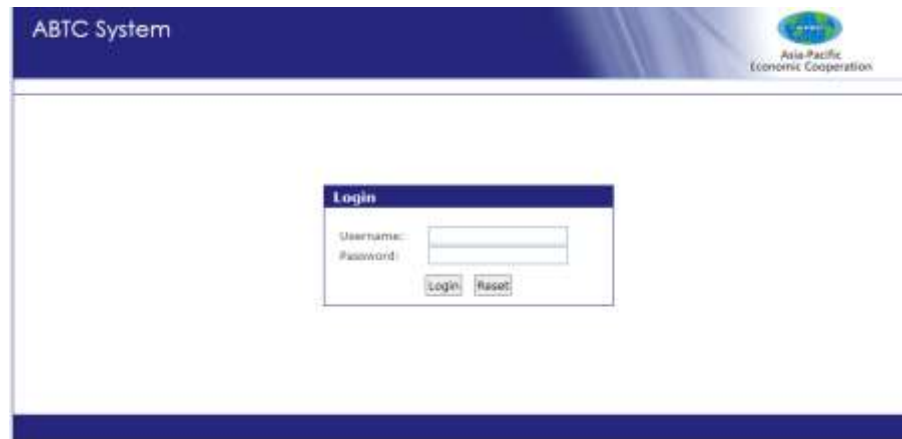 ABTC System
Asia-Pacific
Economic Cooperation
Login
Username:
Password:
Login Reset